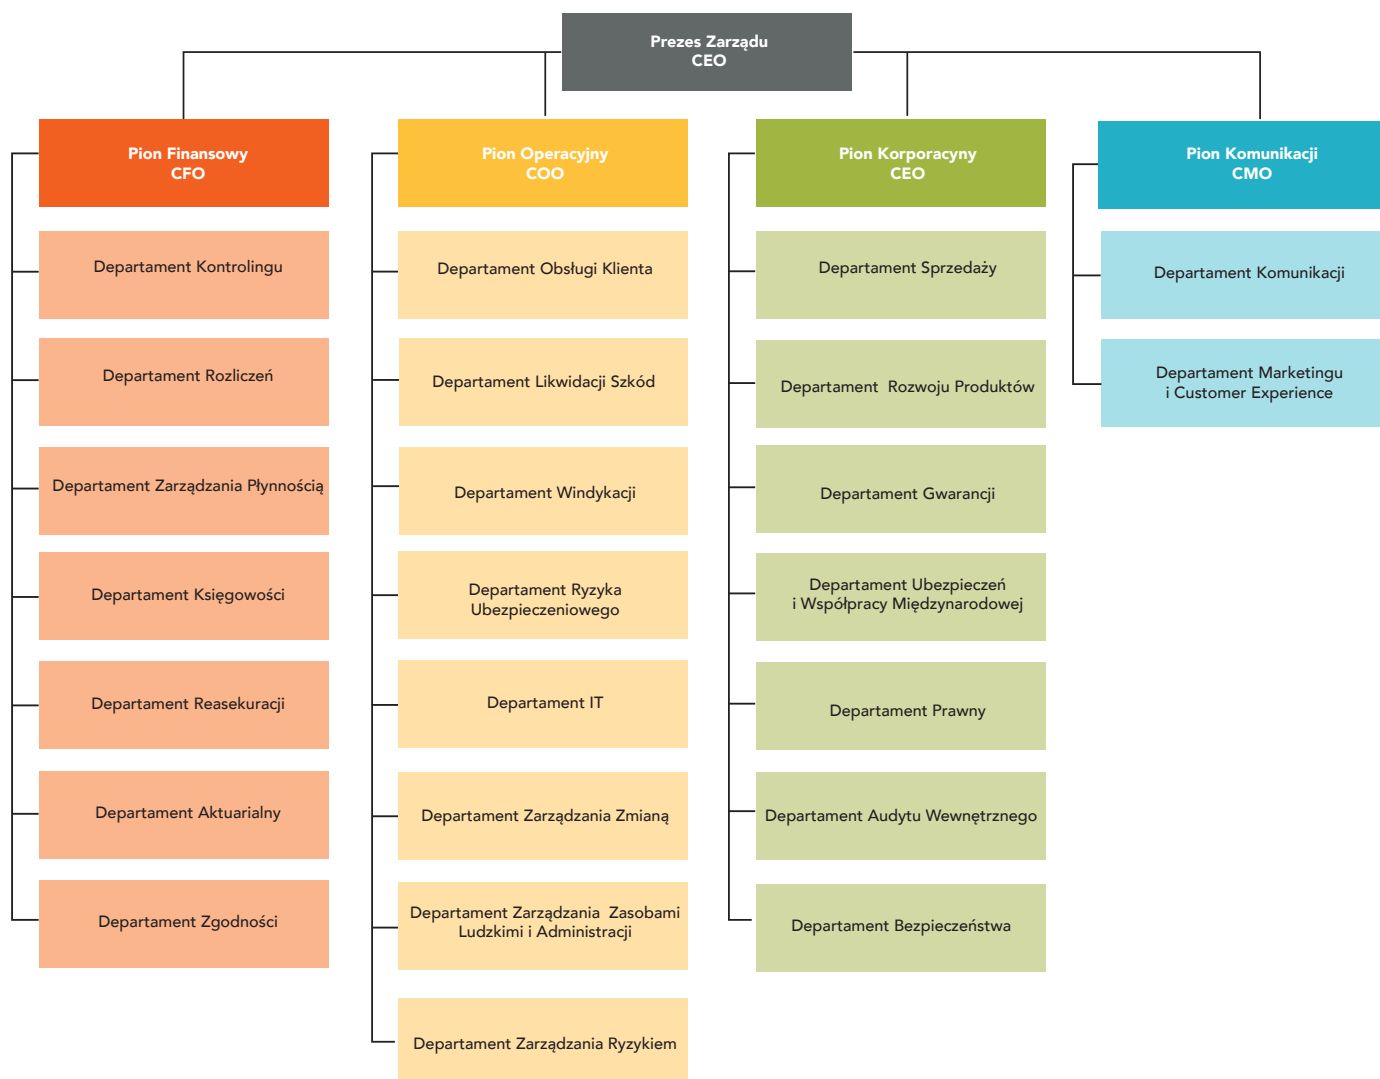 Prezes Zarządu
CEO
Pion Finansowy
CFO
Departament Kontrolingu
Departament Rozliczeń
Departament Zarządzania Płynnością
Departament Księgowości
Departament Reasekuracji
Departament Aktuarialny
Departament Zgodności
Pion Operacyjny
COO
Departament Obsługi Klienta
Departament Likwidacji Szkód
Departament Windykacji
Departament Ryzyka
Ubezpieczeniowego
Departament IT
Departament Zarządzania Zmianą
Departament Zarządzania  Zasobami
Ludzkimi i Administracji
Departament Zarządzania Ryzykiem
Pion Korporacyny
CEO
Departament Sprzedaży
Departament  Rozwoju Produktów
Departament Gwarancji
Departament Ubezpieczeń
i Współpracy Międzynarodowej
Departament Prawny
Departament Audytu Wewnętrznego
Departament Bezpieczeństwa
Pion Komunikacji
CMO
Departament Komunikacji
Departament Marketingu
i Customer Experience